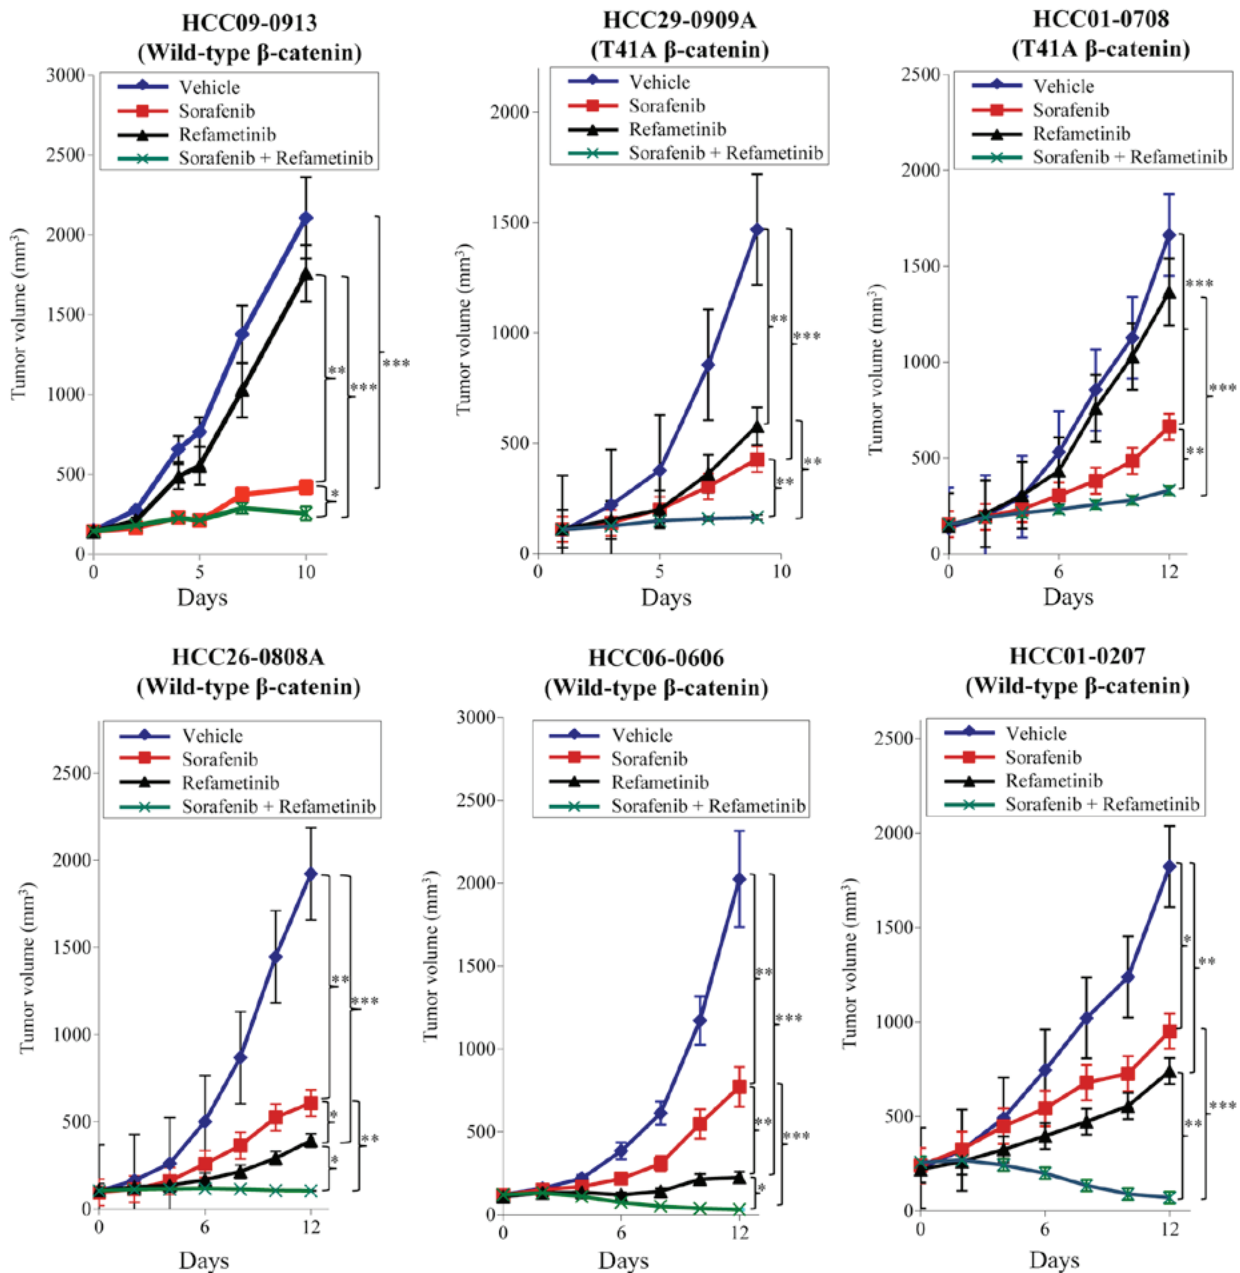 HCC09-0913
(Wild-type β-catenin)
3000
2500
2000
1500
1000
500
0
Vehicle
Sorafenib
Refametinib
Sorafenib + Refametinib
Tumor volume (mm³)
**
***
***
*
0
5
10
Days
HCC29-0909A
(T41A β-catenin)
2000
1500
1000
500
0
Vehicle
Sorafenib
Refametinib
Sorafenib + Refametinib
Tumor volume (mm³)
**
***
**
**
0
5
10
Days
HCC01-0708
(T41A β-catenin)
2500
2000
1500
1000
500
0
Vehicle
Sorafenib
Refametinib
Sorafenib + Refametinib
Tumor volume (mm³)
***
***
**
0
6
12
Days
HCC26-0808A
(Wild-type β-catenin)
2500
2000
1500
1000
500
0
Vehicle
Sorafenib
Refametinib
Sorafenib + Refametinib
Tumor volume (mm³)
**
***
*
**
*
0
6
12
Days
HCC06-0606
(Wild-type β-catenin)
3000
2500
2000
1500
1000
500
0
Vehicle
Sorafenib
Refametinib
Sorafenib + Refametinib
Tumor volume (mm³)
**
***
**
***
*
0
6
12
Days
HCC01-0207
(Wild-type β-catenin)
2500
2000
1500
1000
500
0
Vehicle
Sorafenib
Refametinib
Sorafenib + Refametinib
Tumor volume (mm³)
*
**
***
**
0
6
12
Days